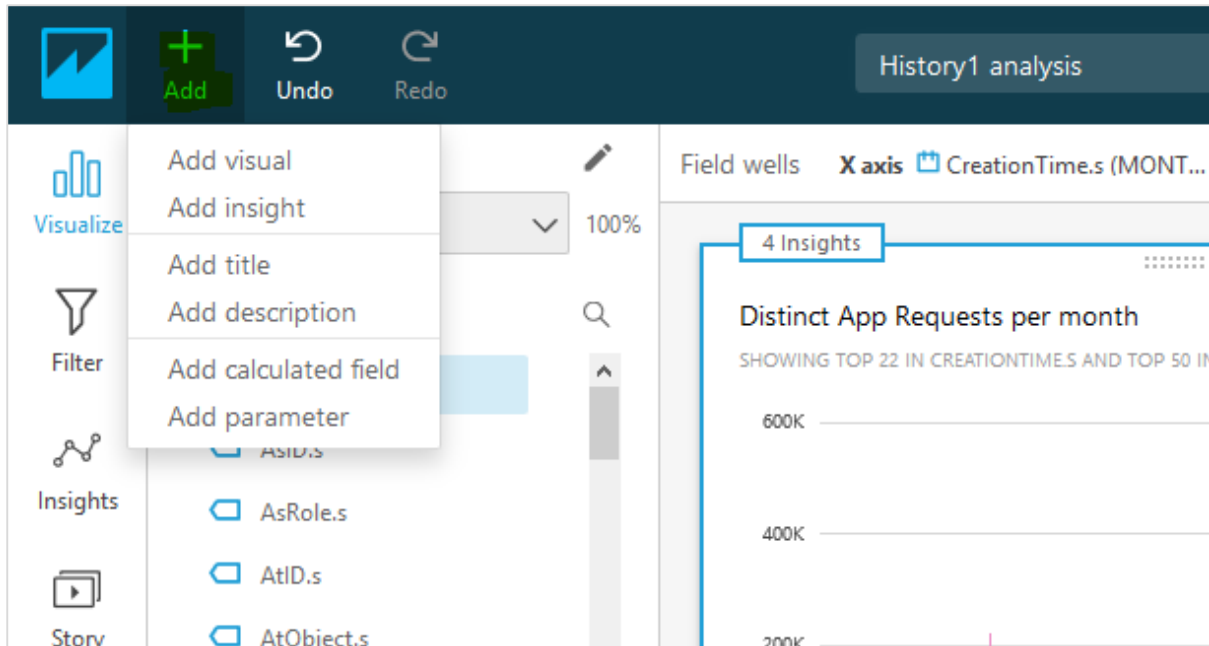 Add
Undo
Redo
History1 analysis
Add visual
Add insight
Add title
Add description
Add calculated field
Add parameter
Visualize
Filter
Insights
Story
100%
AsID.s
AsRole.s
AtID.s
AtObject.s
Field wells X axis CreationTime.s (MONT...
4 Insights
Distinct App Requests per month
SHOWING TOP 22 IN CREATIONTIME.S AND TOP 50 IN
600K
400K
200K